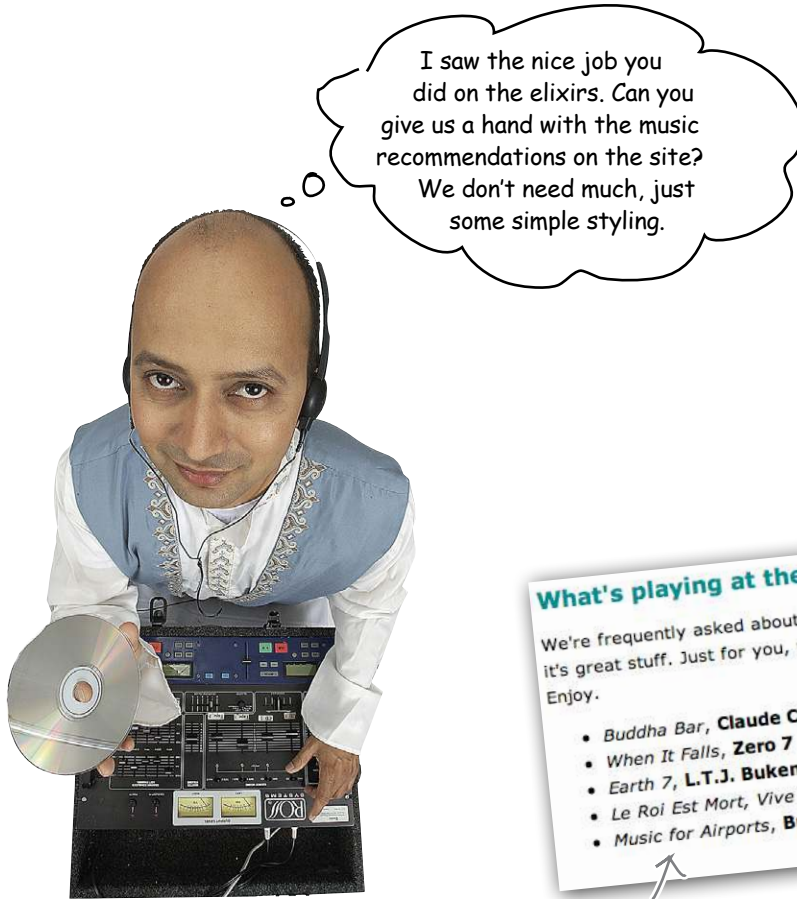 I saw the nice job you
did on the elixirs. Can you
give us a hand with the music
recommendations on the site?
We don't need much, just
some simple styling.
What's playing at the
We're frequently asked about
it's great stuff. Just for you,
Enjoy.
• Buddha Bar, Claude C
• When It Falls, Zero 7
• Earth 7, L.T.J. Buken
• Le Roi Est Mort, Vive
• Music for Airports, B
ROSS
SYSTEMS